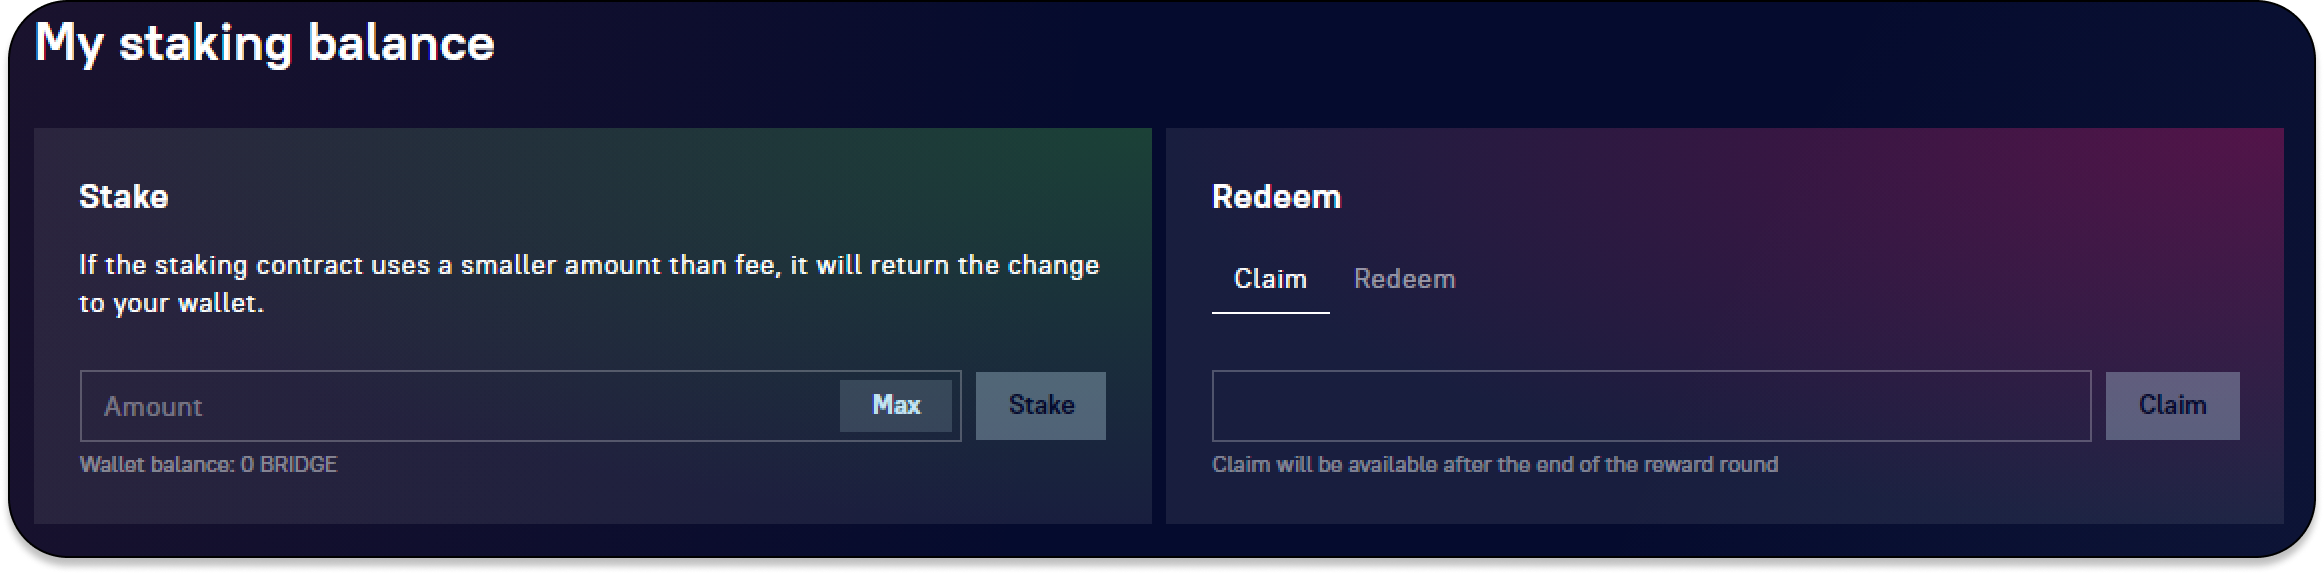 My staking balance
Stake
If the staking contract uses a smaller amount than fee, it will return the change
to your wallet.
Amount
Max
Stake
Wallet balance: 0 BRIDGE
Redeem
Claim
Redeem
Claim
Claim will be available after the end of the reward round